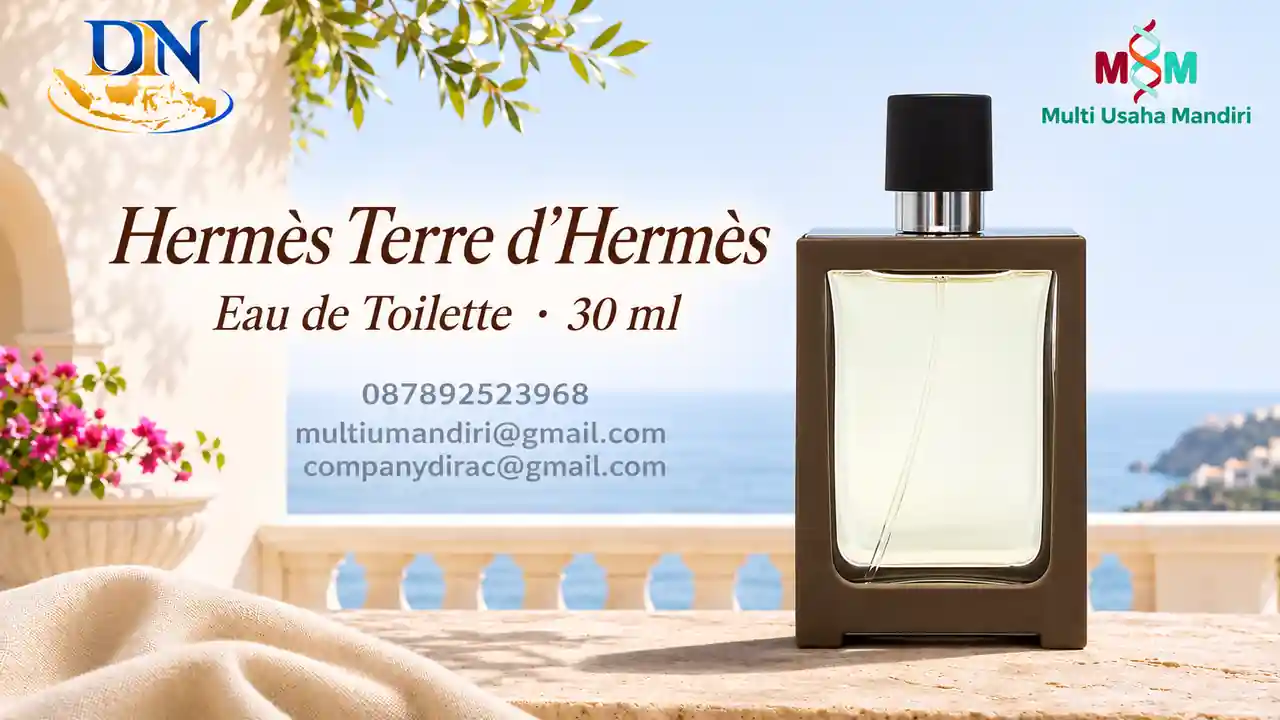 DIN
MSM
Multi Usaha Mandiri
Hermès Terre d'Hermès
Eau de Toilette · 30 ml
087892523968
multiumandiri@gmail.com
companydirac@gmail.com